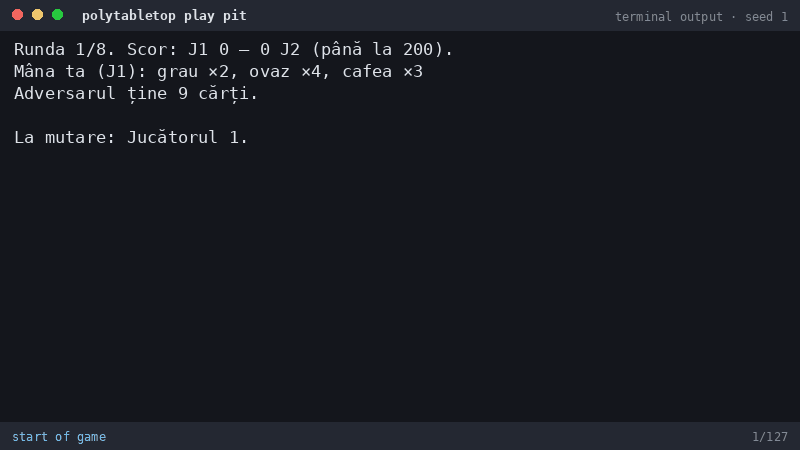 polytabletop play pit
terminal output · seed 1
Runda 1/8. Scor: J1 0 — 0 J2 (până la 200).
Mâna ta (J1): grau ×2, ovaz ×4, cafea ×3
Adversarul ține 9 cărți.
La mutare: Jucătorul 1.
start of game
1/127